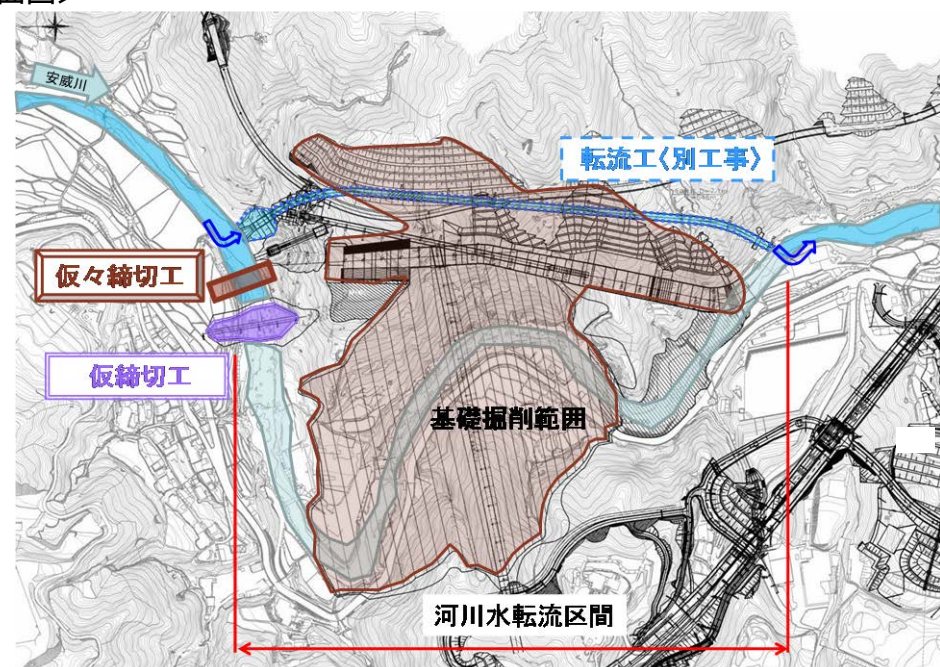 安威川
転流工〈別工事〉
仮々締切工
仮締切工
基礎掘削範囲
河川水転流区間